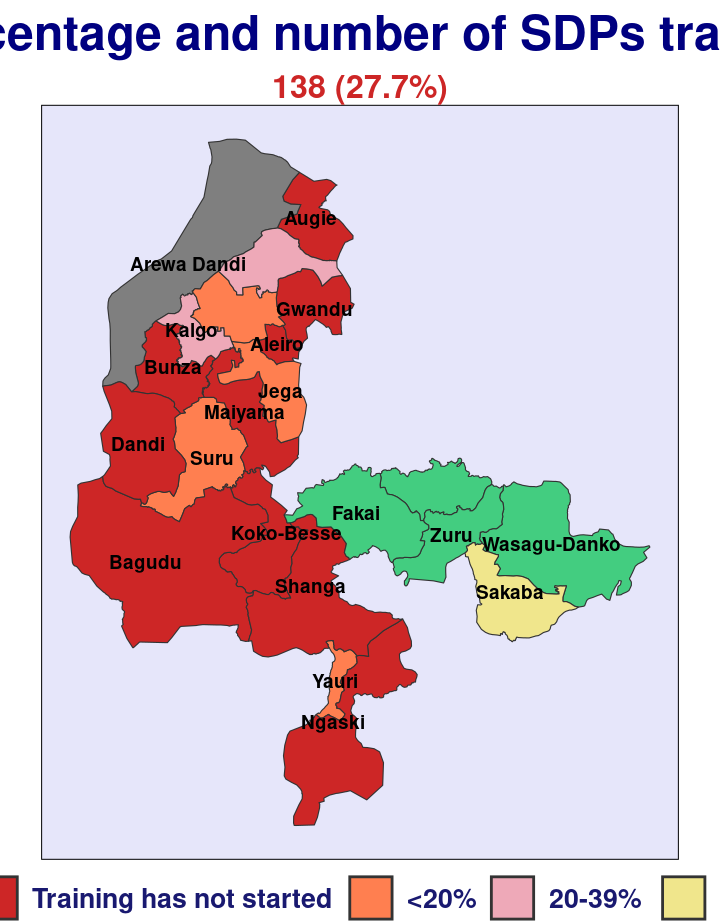 centage and number of SDPs tra
138 (27.7%)
Augie
Arewa Dandi
Gwandu
Kalgo
Aleiro
Bunza
Jega
Maiyama
Dandi
Suru
Fakai
Koko-Besse
Zuru
Wasagu-Danko
Bagudu
Shanga
Sakaba
Yauri
Ngaski
Training has not started <20% 20-39%